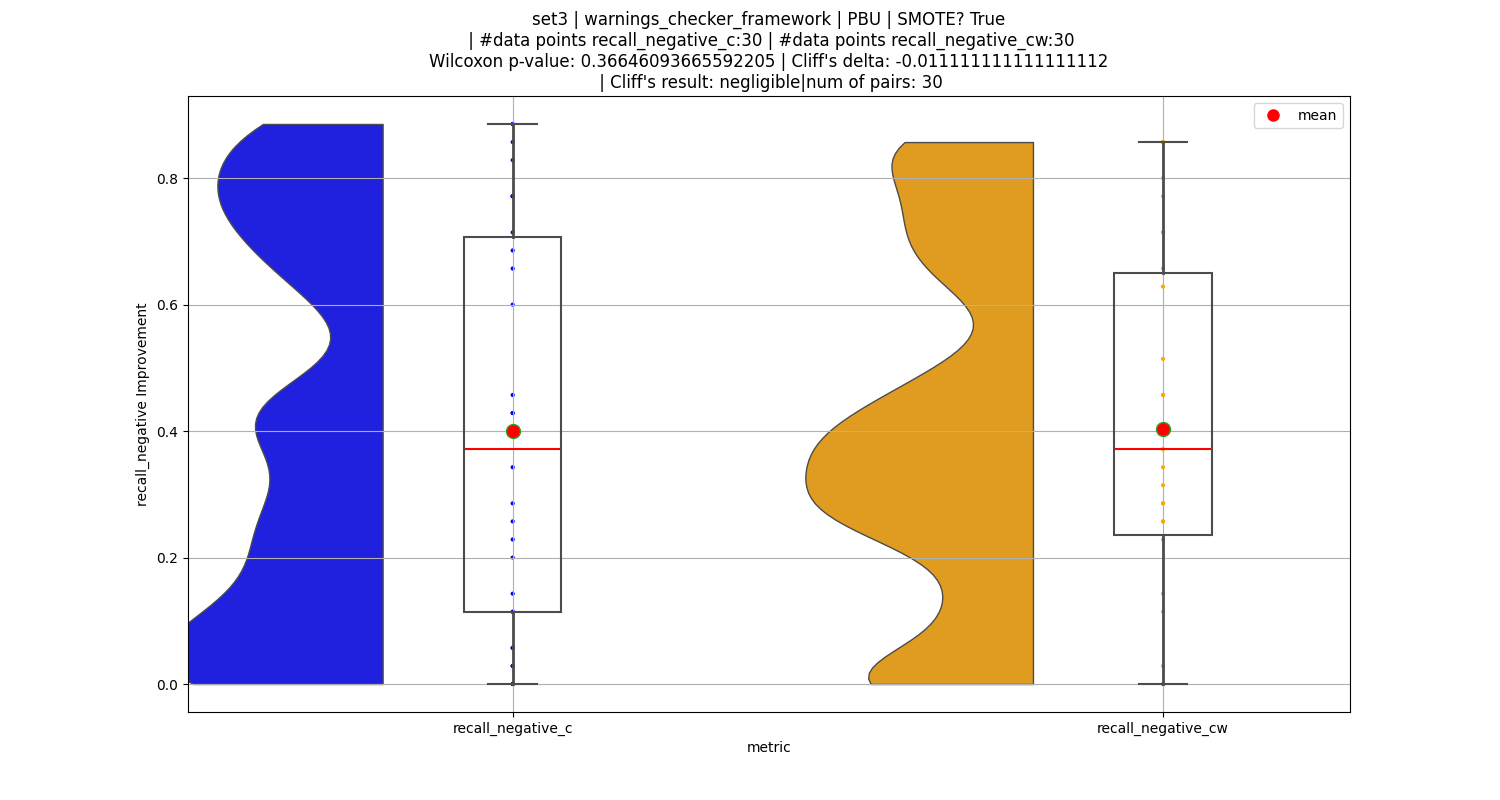 set3 | warnings_checker_framework | PBU | SMOTE? True
| #data points recall_negative_c:30 | #data points recall_negative_cw:30
Wilcoxon p-value: 0.36646093665592205 | Cliff's delta: -0.011111111111111112
| Cliff's result: negligible|num of pairs: 30
mean
0.8
0.6
0.4
0.2
0.0
recall_negative Improvement
recall_negative_c
recall_negative_cw
metric